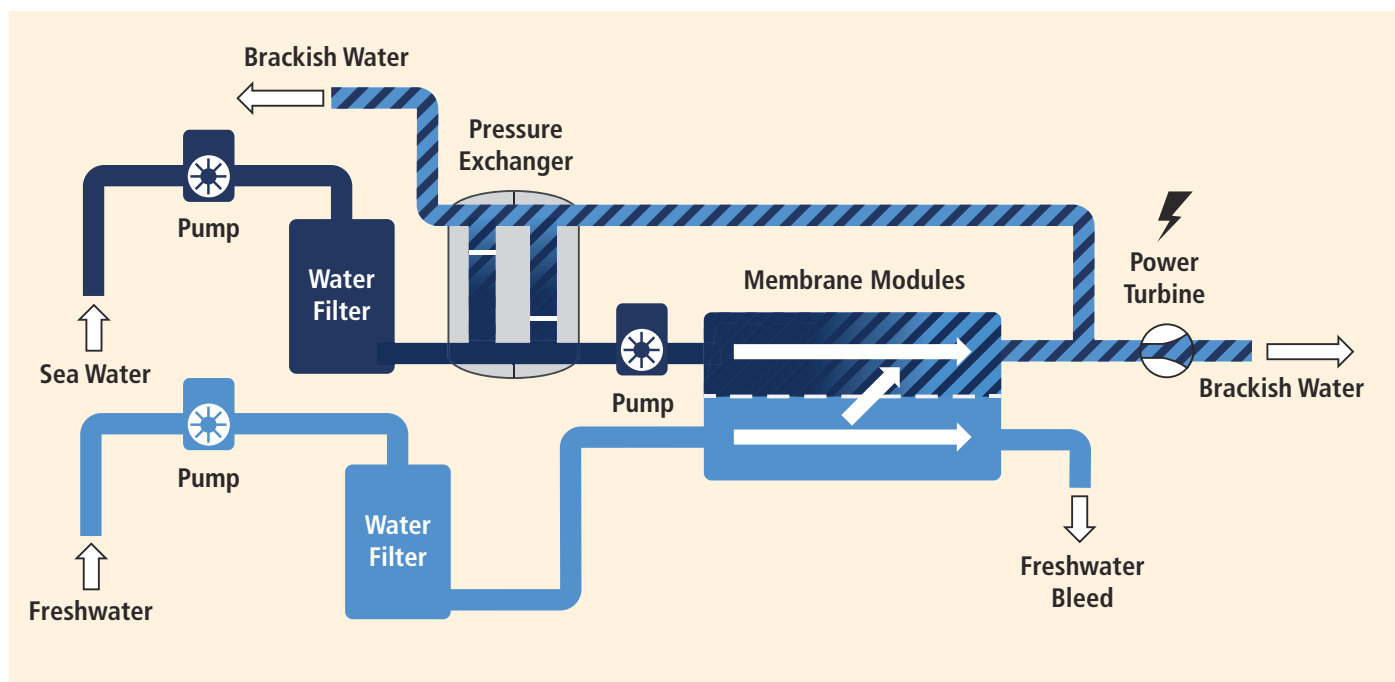 Brackish Water
Pressure
Exchanger
Pump
Water
Filter
Sea Water
Power
Turbine
Membrane Modules
Brackish Water
Pump
Pump
Water
Filter
Freshwater
Freshwater
Bleed